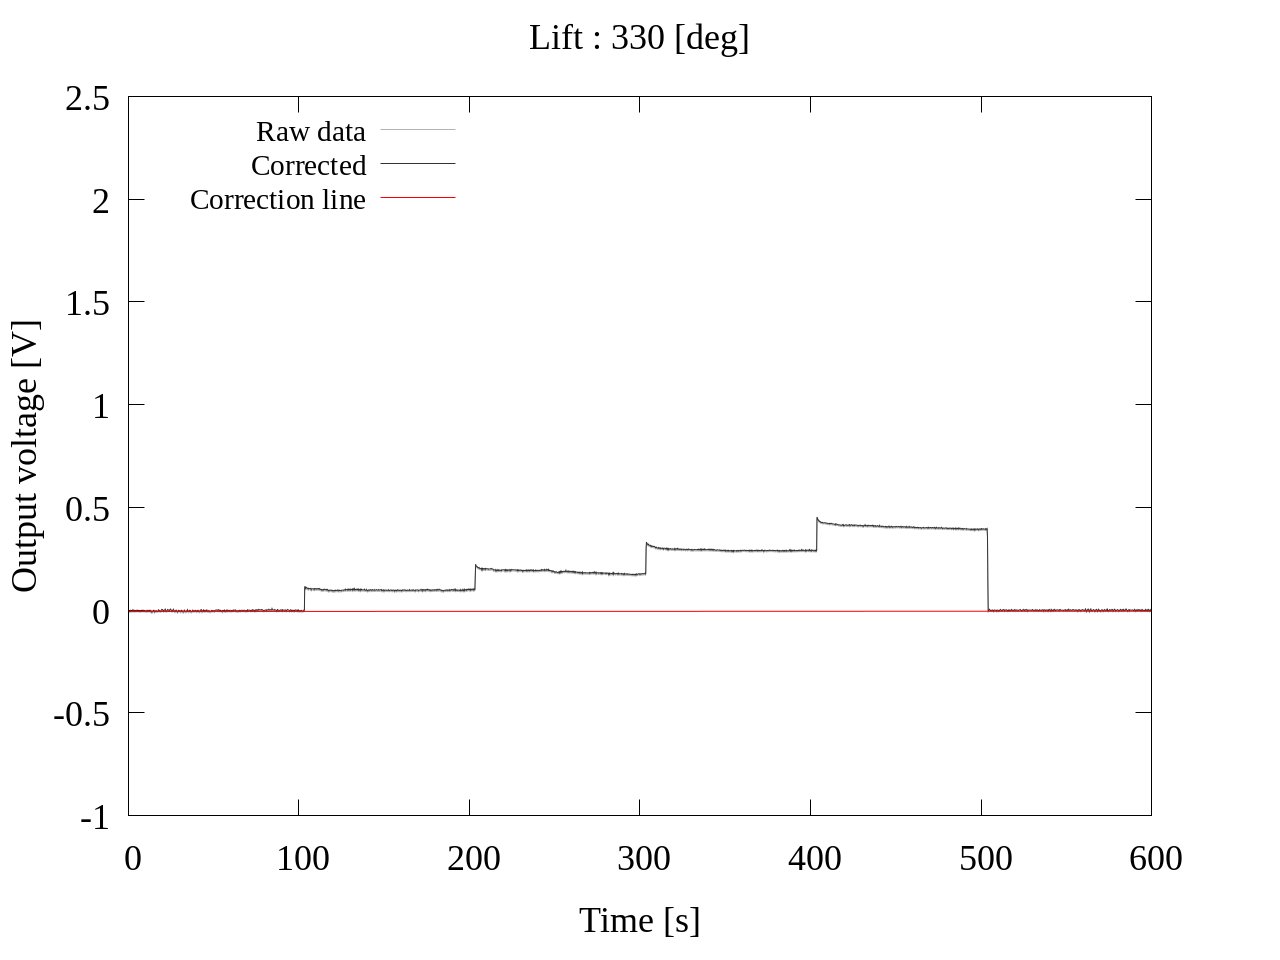 Lift : 330 [deg]
2.5
2
1.5
1
0.5
0
-0.5
-1
Output voltage [V]
Raw data
Corrected
Correction line
0 100 200 300 400 500 600
Time [s]